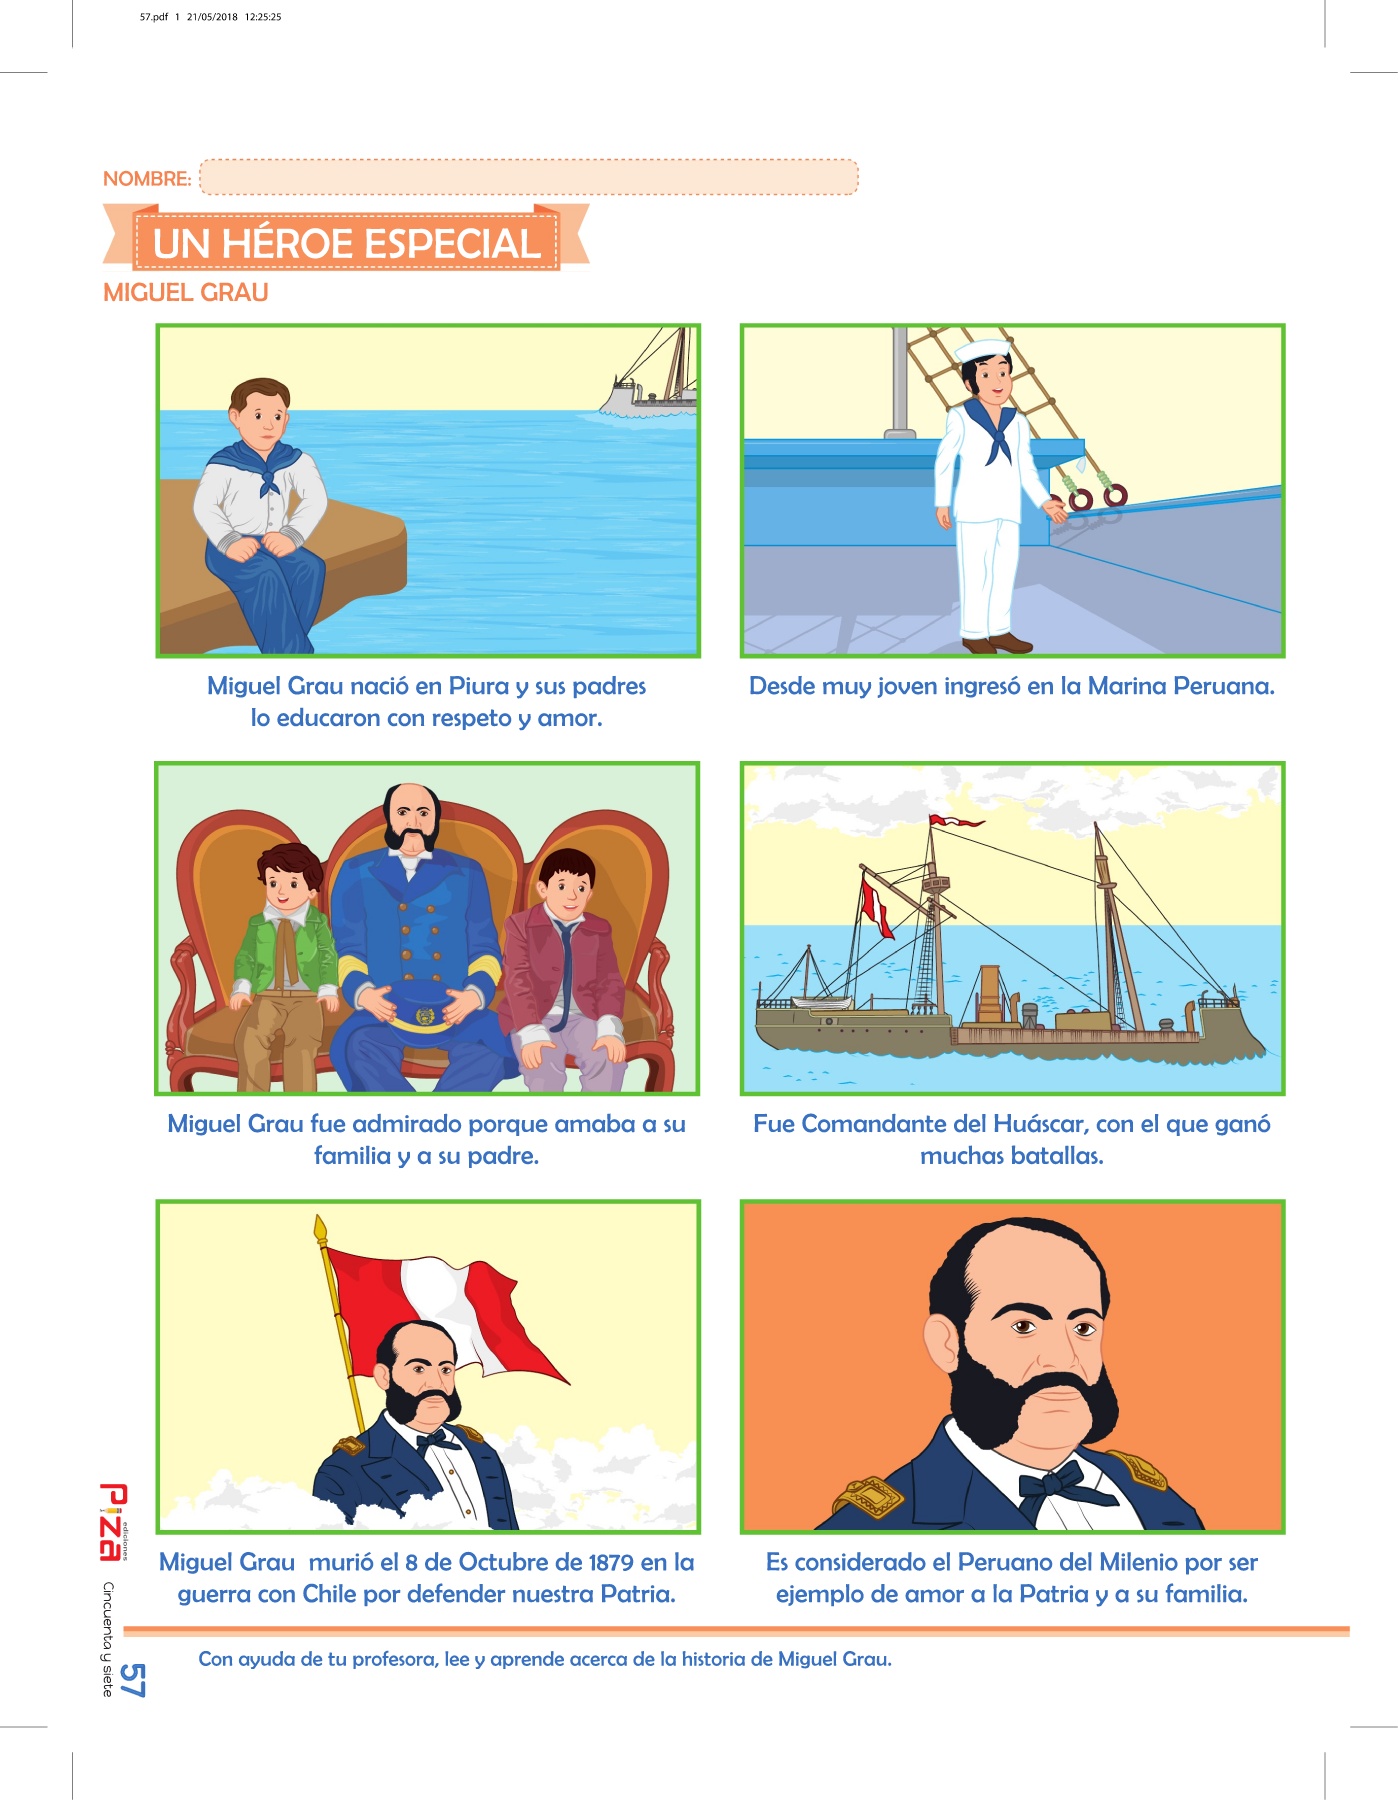 57.pdf 1 21/05/2018 12:25:25
NOMBRE:
UN HÉROE ESPECIAL
MIGUEL GRAU
Miguel Grau nació en Piura y sus padres
lo educaron con respeto y amor.
Desde muy joven ingresó en la Marina Peruana.
Miguel Grau fue admirado porque amaba a su
familia y a su padre.
Fue Comandante del Huáscar, con el que ganó
muchas batallas.
Miguel Grau murió el 8 de Octubre de 1879 en la
guerra con Chile por defender nuestra Patria.
Es considerado el Peruano del Milenio por ser
ejemplo de amor a la Patria y a su familia.
Con ayuda de tu profesora, lee y aprende acerca de la historia de Miguel Grau.
Piza
ediciones
Cincuenta y siete
57